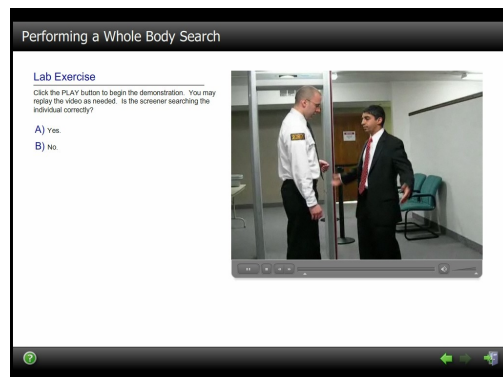 Performing a Whole Body Search
Lab Exercise
Click the PLAY button to begin the demonstration. You may
replay the video as needed. Is the screener searching the
individual correctly?
A) Yes.
B) No.
?